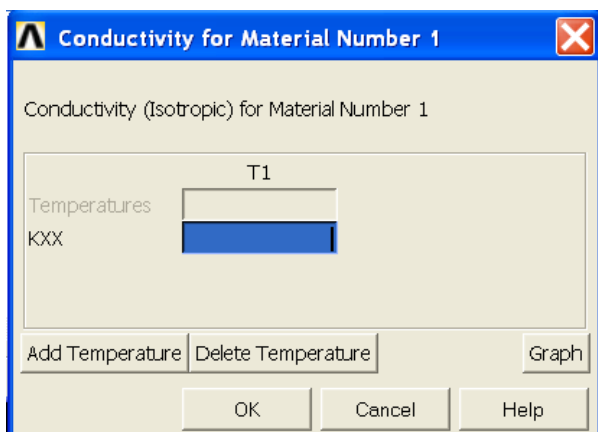 Conductivity for Material Number 1
Conductivity (Isotropic) for Material Number 1
T1
Temperatures
KXX
Add Temperature Delete Temperature Graph
OK Cancel Help